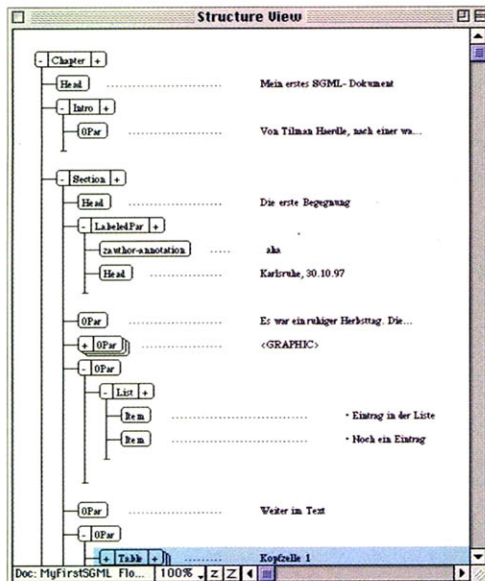 Structure View
- Chapter +
Head Mein erstes SGML-Dokument
- Intro +
0Par Von Tilman Haerdle, nach einer wa...
- Section +
Head Die erste Begegnung
- LabeledPar +
zauthor-annotation aha
Head Karlsruhe, 30.10.97
0Par Es war ein ruhiger Herbsttag. Die...
+ 0Par <GRAPHIC>
- 0Par
- List +
Item • Eintrag in der Liste
Item • Noch ein Eintrag
0Par Weiter im Text
- 0Par
+ Table + Kopfzelle 1
Doc: MyFirstSGML Flo... 100% z Z